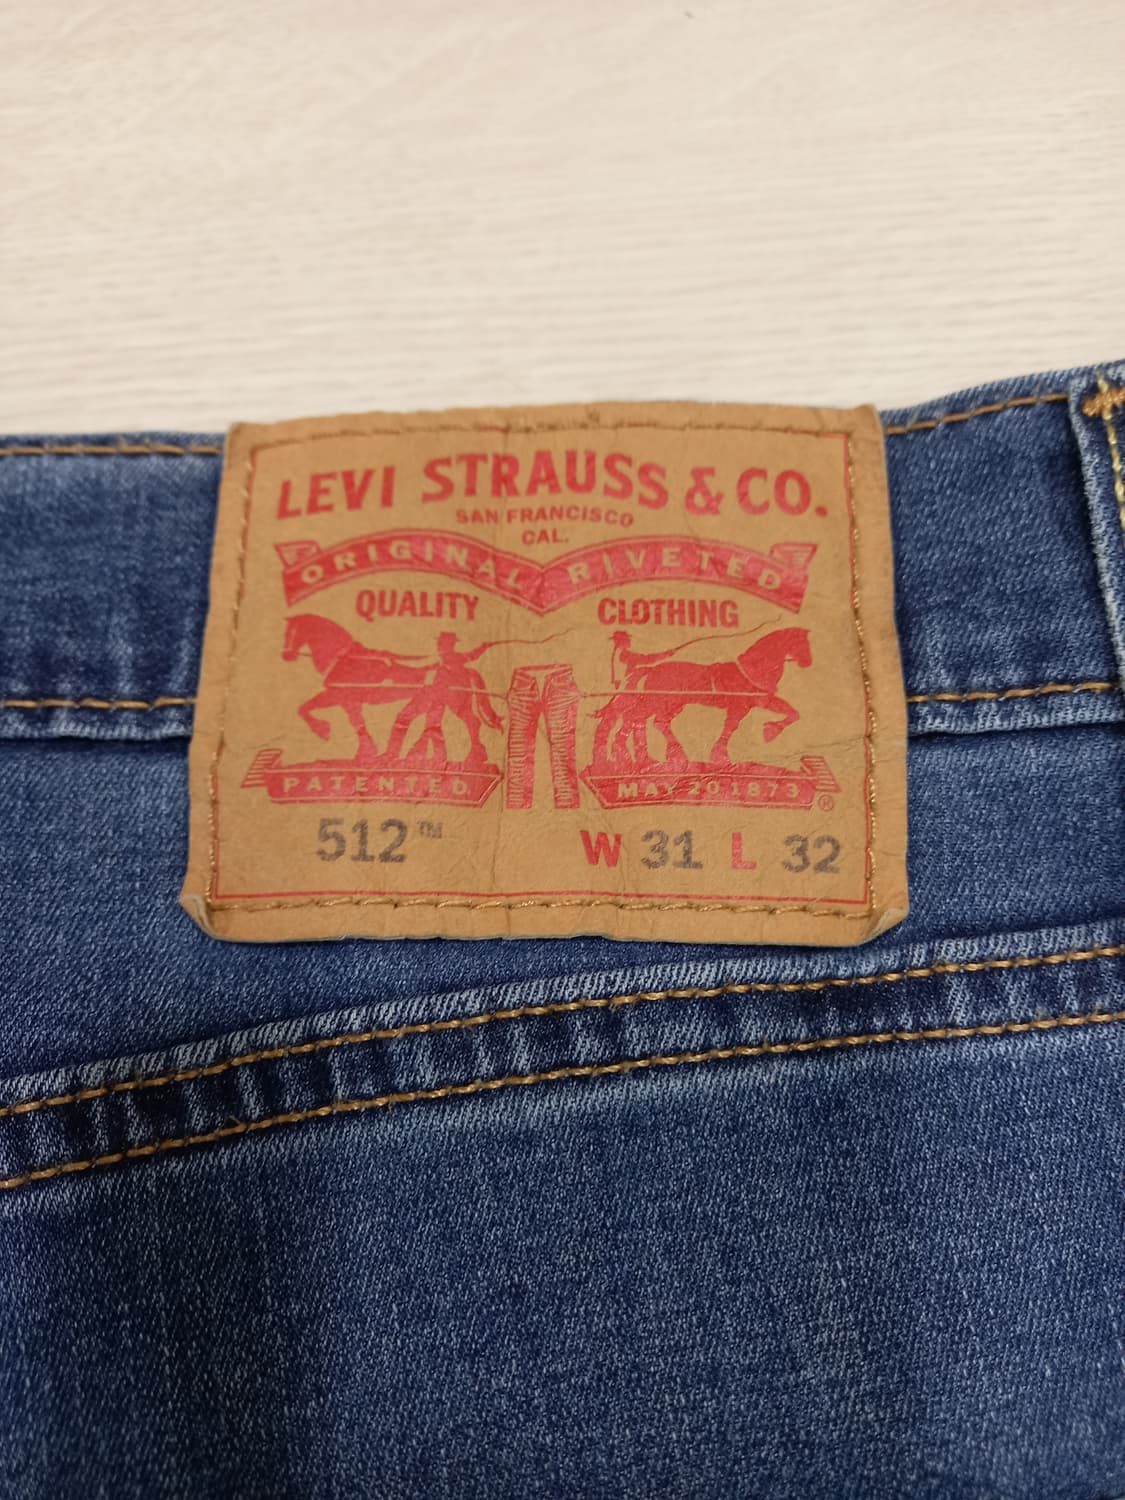 LEVI STRAUSS & CO.
SAN FRANCISCO
CAL.
ORIGINAL RIVETED
QUALITY CLOTHING
PATENTED MAY 20 1873 ®
512™ W 31 L 32